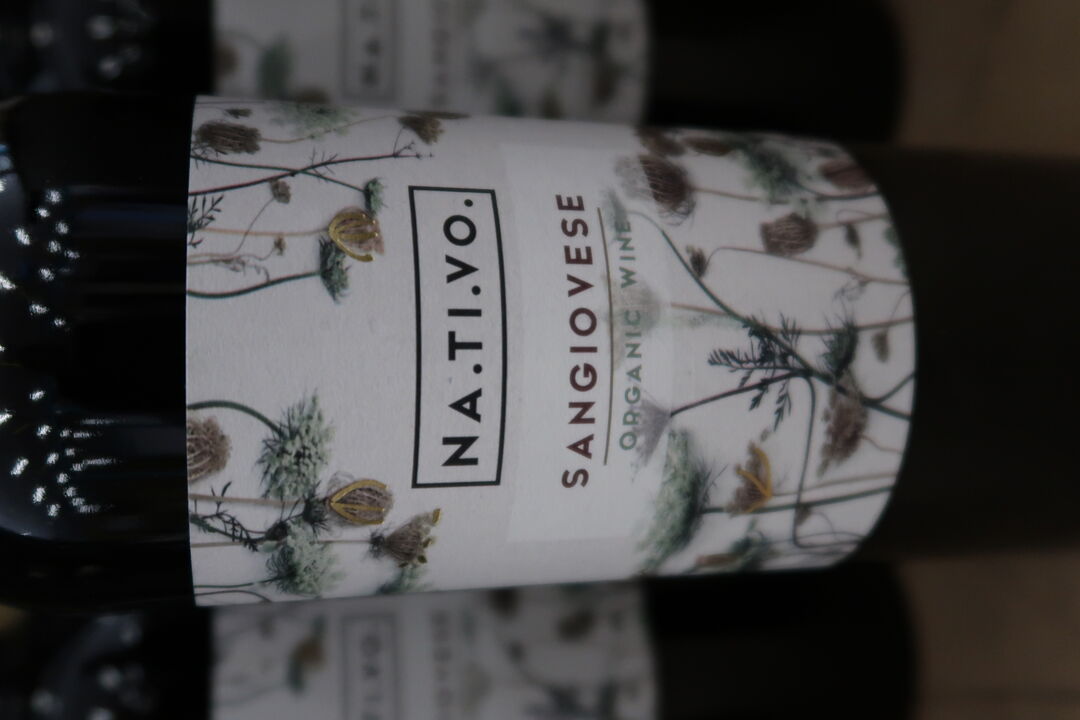 NA.TI.VO.
SANGIOVESE
ORGANIC WINE